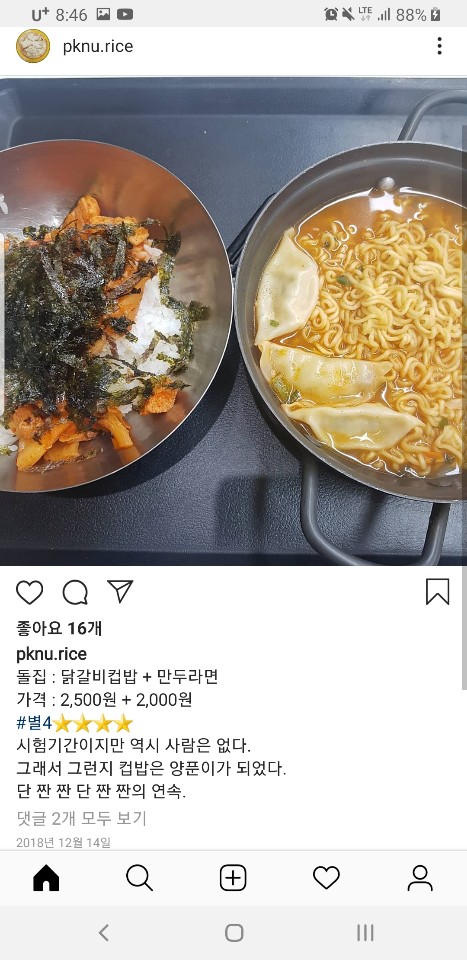 U+ 8:46 LTE 88%
pknu.rice
좋아요 16개
pknu.rice
돌집 : 닭갈비컵밥 + 만두라면
가격 : 2,500원 + 2,000원
#별4⭐⭐⭐⭐
시험기간이지만 역시 사람은 없다.
그래서 그런지 컵밥은 양푼이가 되었다.
단 짠 짠 단 짠 짠의 연속.
댓글 2개 모두 보기
2018년 12월 14일